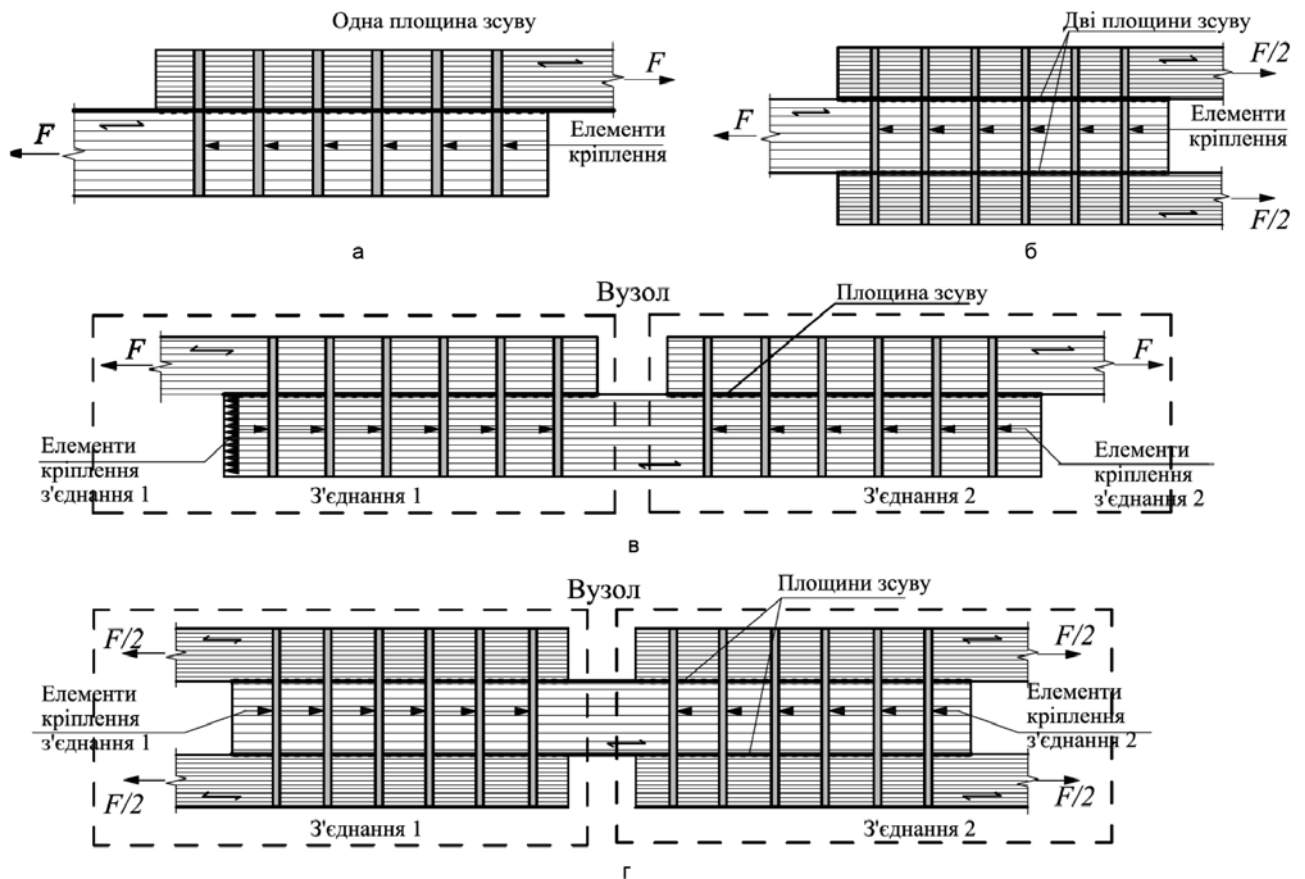 Одна площина зсуву
F
F
Елементи
кріплення
а
Дві площини зсуву
F/2
F
Елементи
кріплення
F/2
б
Вузол
Площина зсуву
F
F
Елементи
кріплення
з'єднання 1
Елементи
кріплення
з'єднання 2
З'єднання 1
З'єднання 2
в
Вузол
Площини зсуву
F/2
F/2
Елементи
кріплення
з'єднання 1
Елементи
кріплення
з'єднання 2
F/2
F/2
З'єднання 1
З'єднання 2
г